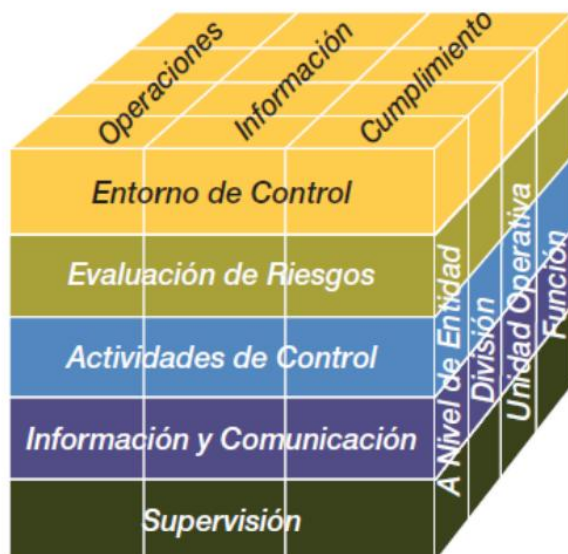 Operaciones
Información
Cumplimiento
Entorno de Control
Evaluación de Riesgos
Actividades de Control
Información y Comunicación
Supervisión
A Nivel de Entidad
División
Unidad Operativa
Función